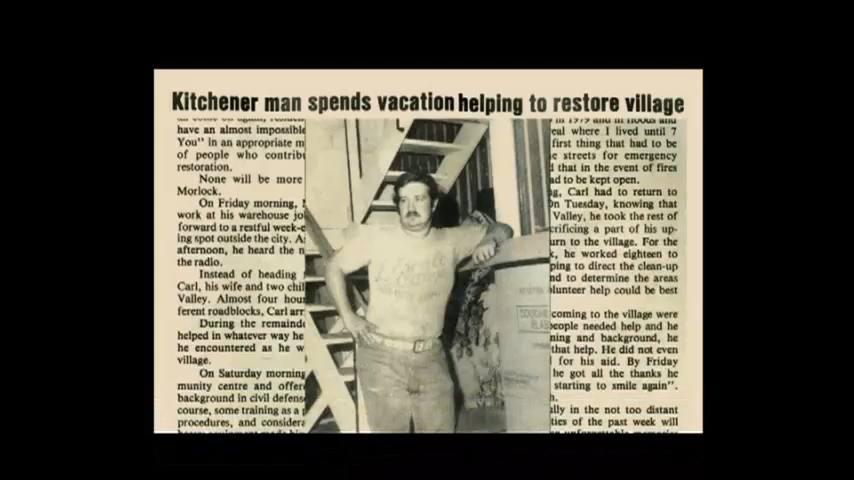 Kitchener man spends vacation helping to restore village
have an almost impossible
You" in an appropriate m
of people who contrib
restoration.
None will be more
Morlock.
On Friday morning,
work at his warehouse jo
forward to a restful week-e
ing spot outside the city. A
afternoon, he heard the n
the radio.
Instead of heading
Carl, his wife and two chil
Valley. Almost four hou
ferent roadblocks, Carl arr
During the remainde
helped in whatever way he
he encountered as he w
village.
On Saturday morning
munity centre and offer
background in civil defens
course, some training as a
procedures, and considera
in 1979 and in floods and
eal where I lived until 7
first thing that had to be
e streets for emergency
d that in the event of fires
ad to be kept open.
g, Carl had to return to
On Tuesday, knowing that
Valley, he took the rest of
crificing a part of his up-
urn to the village. For the
k, he worked eighteen to
ping to direct the clean-up
nd to determine the areas
olunteer help could be best
coming to the village were
people needed help and he
ning and background, he
that help. He did not even
for his aid. By Friday
he got all the thanks he
starting to smile again".
h.
lly in the not too distant
ties of the past week will